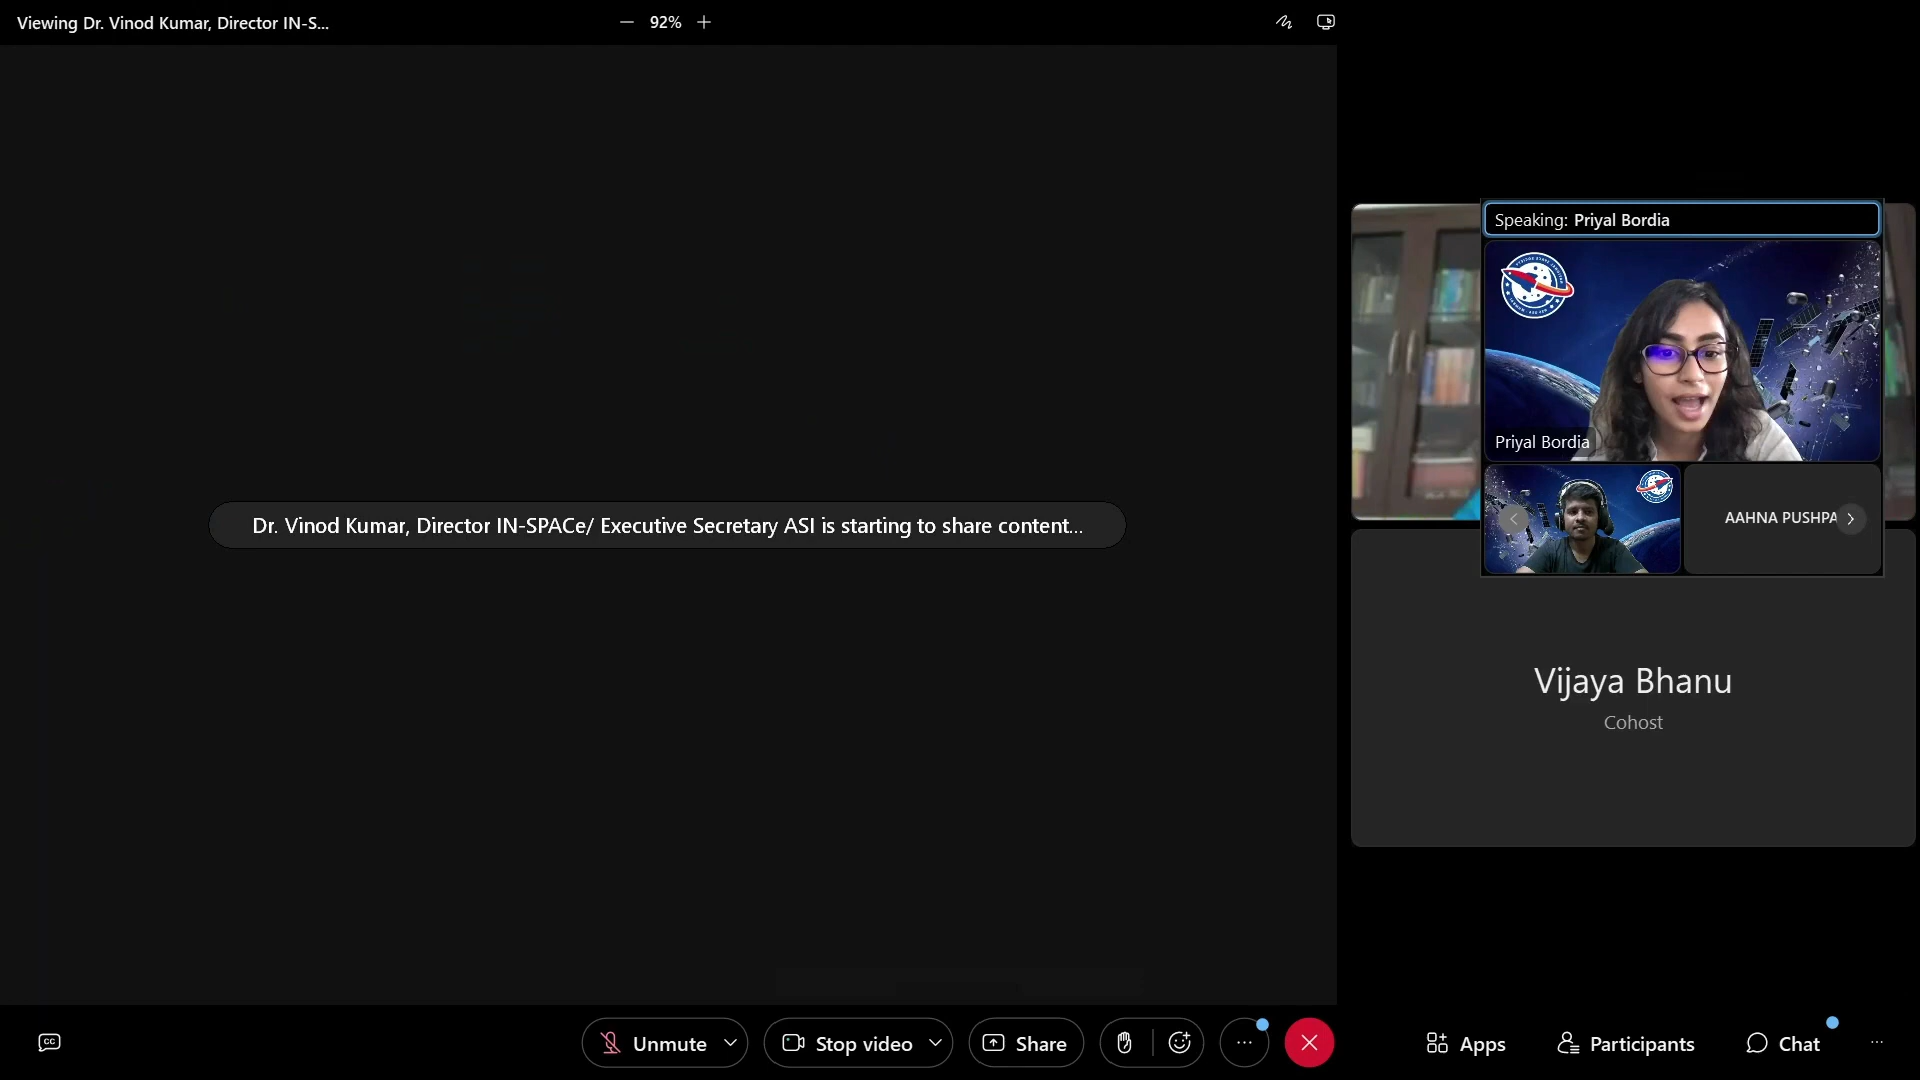 Viewing Dr. Vinod Kumar, Director IN-S...
92%
Speaking: Priyal Bordia
Priyal Bordia
AAHNA PUSHPA
Dr. Vinod Kumar, Director IN-SPACe/ Executive Secretary ASI is starting to share content...
Vijaya Bhanu
Cohost
CC
Unmute
Stop video
Share
Apps
Participants
Chat